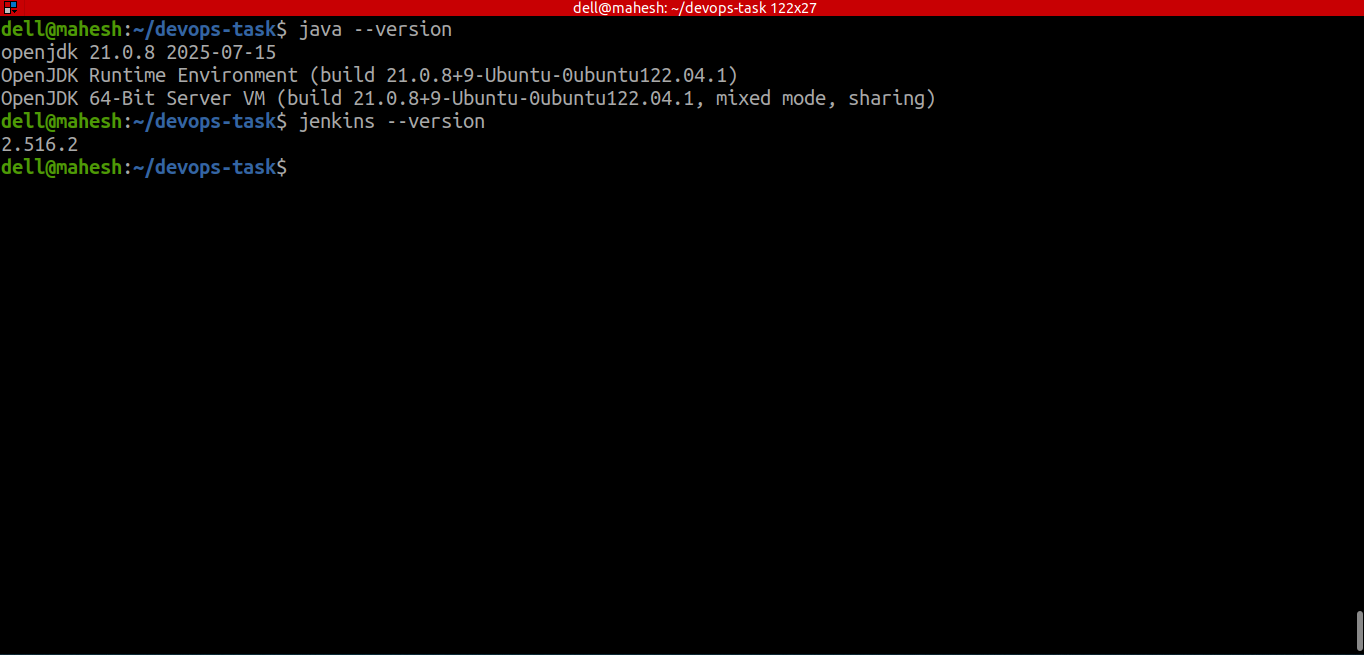 dell@mahesh: ~/devops-task 122x27
dell@mahesh:~/devops-task$ java --version
openjdk 21.0.8 2025-07-15
OpenJDK Runtime Environment (build 21.0.8+9-Ubuntu-0ubuntu122.04.1)
OpenJDK 64-Bit Server VM (build 21.0.8+9-Ubuntu-0ubuntu122.04.1, mixed mode, sharing)
dell@mahesh:~/devops-task$ jenkins --version
2.516.2
dell@mahesh:~/devops-task$